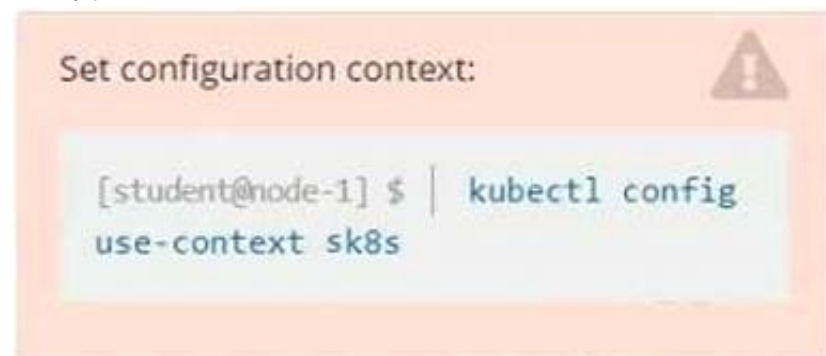 Set configuration context:
[student@node-1] $ | kubectl config
use-context sk8s